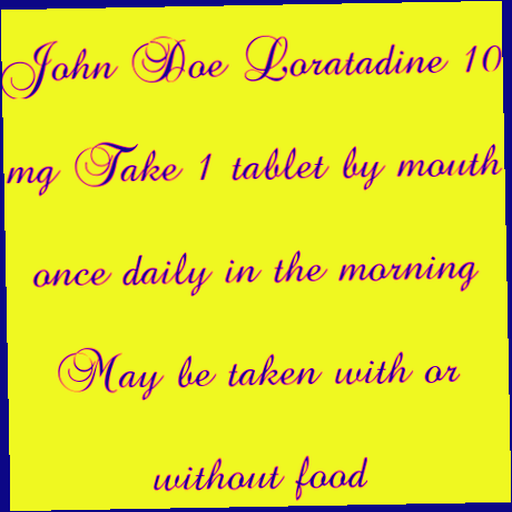 John Doe Loratadine 10
mg Take 1 tablet by mouth
once daily in the morning
May be taken with or
without food